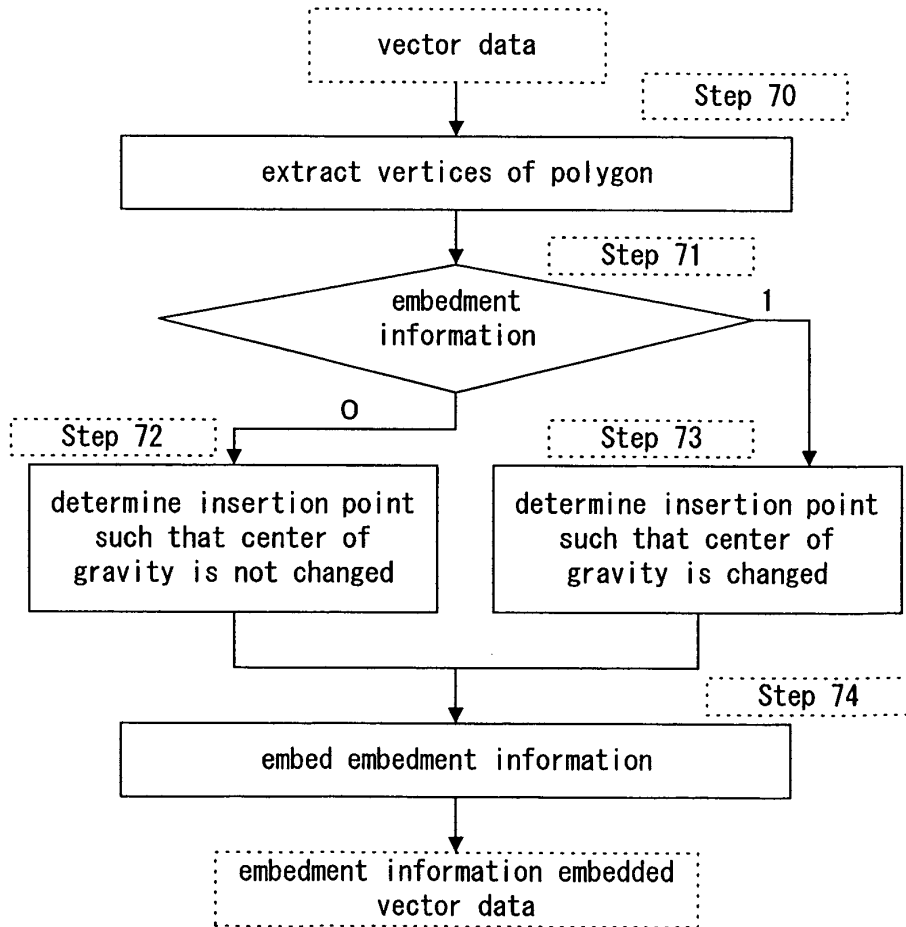 vector data
Step 70
extract vertices of polygon
Step 71
embedment
information
1
0
Step 72
Step 73
determine insertion point
such that center of
gravity is not changed
determine insertion point
such that center of
gravity is changed
Step 74
embed embedment information
embedment information embedded
vector data